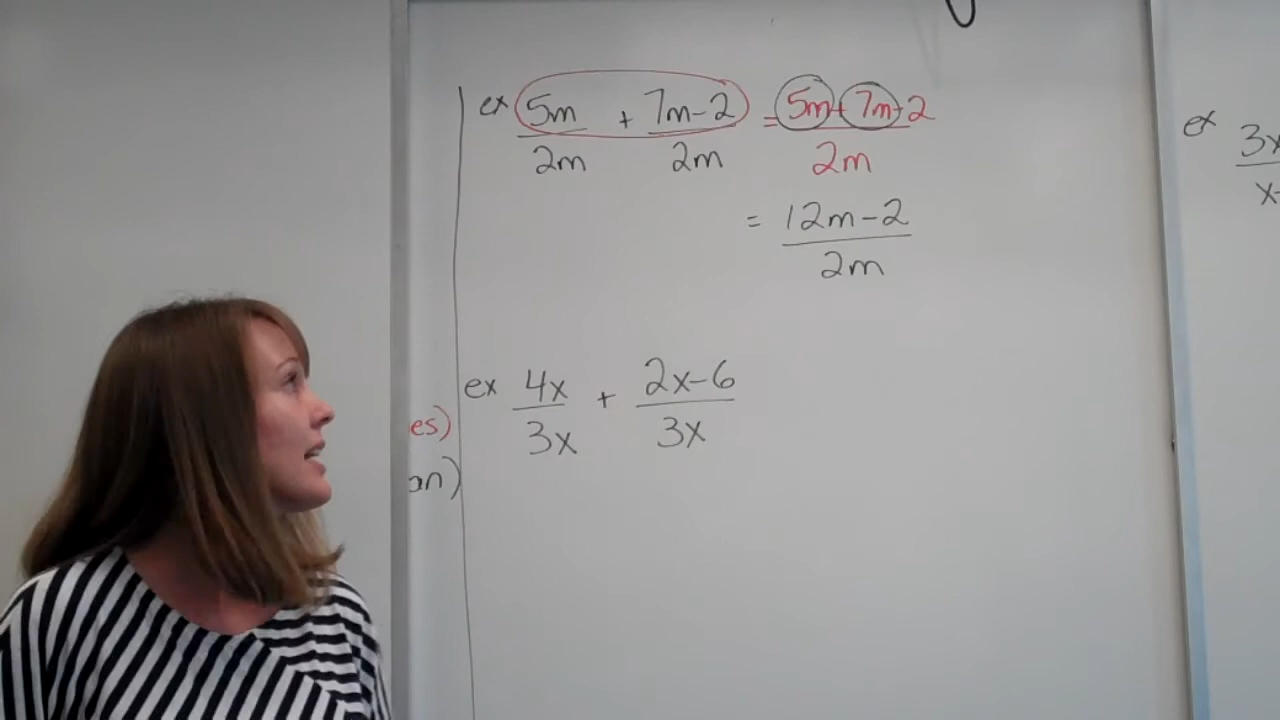 ex 5m/2m + 7m-2/2m = 5m+7m-2/2m
= 12m-2/2m
ex 4x/3x + 2x-6/3x
es)
an)
ex 3x
x-